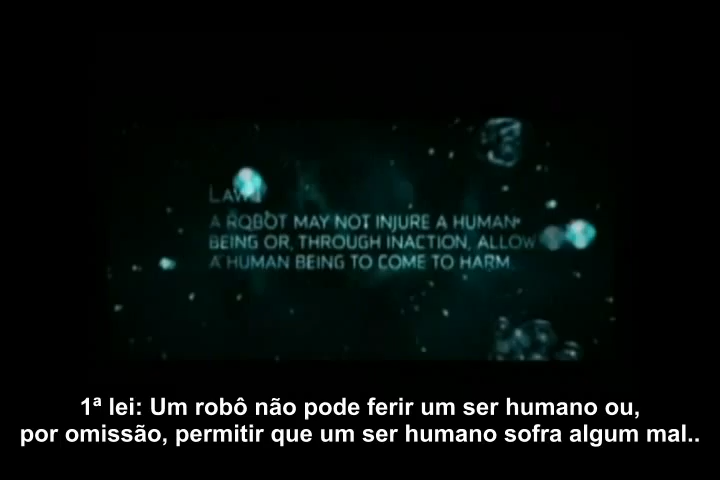 LAW I
A ROBOT MAY NOT INJURE A HUMAN
BEING OR, THROUGH INACTION, ALLOW
A HUMAN BEING TO COME TO HARM
1ª lei: Um robô não pode ferir um ser humano ou,
por omissão, permitir que um ser humano sofra algum mal..